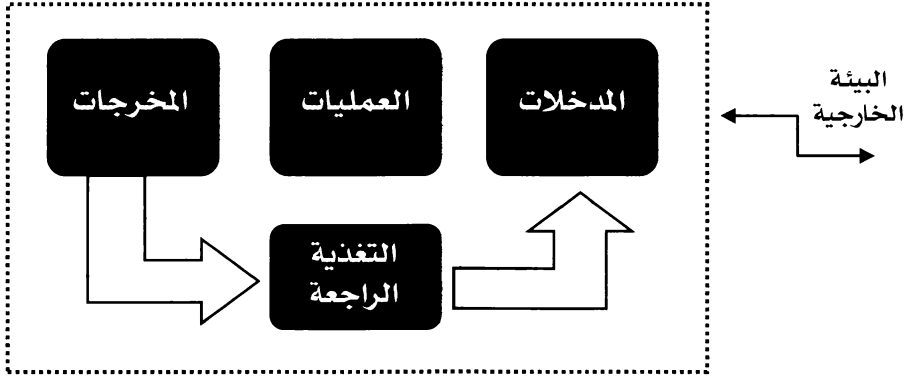 المدخلات
العمليات
المخرجات
البيئة
الخارجية
التغذية
الراجعة